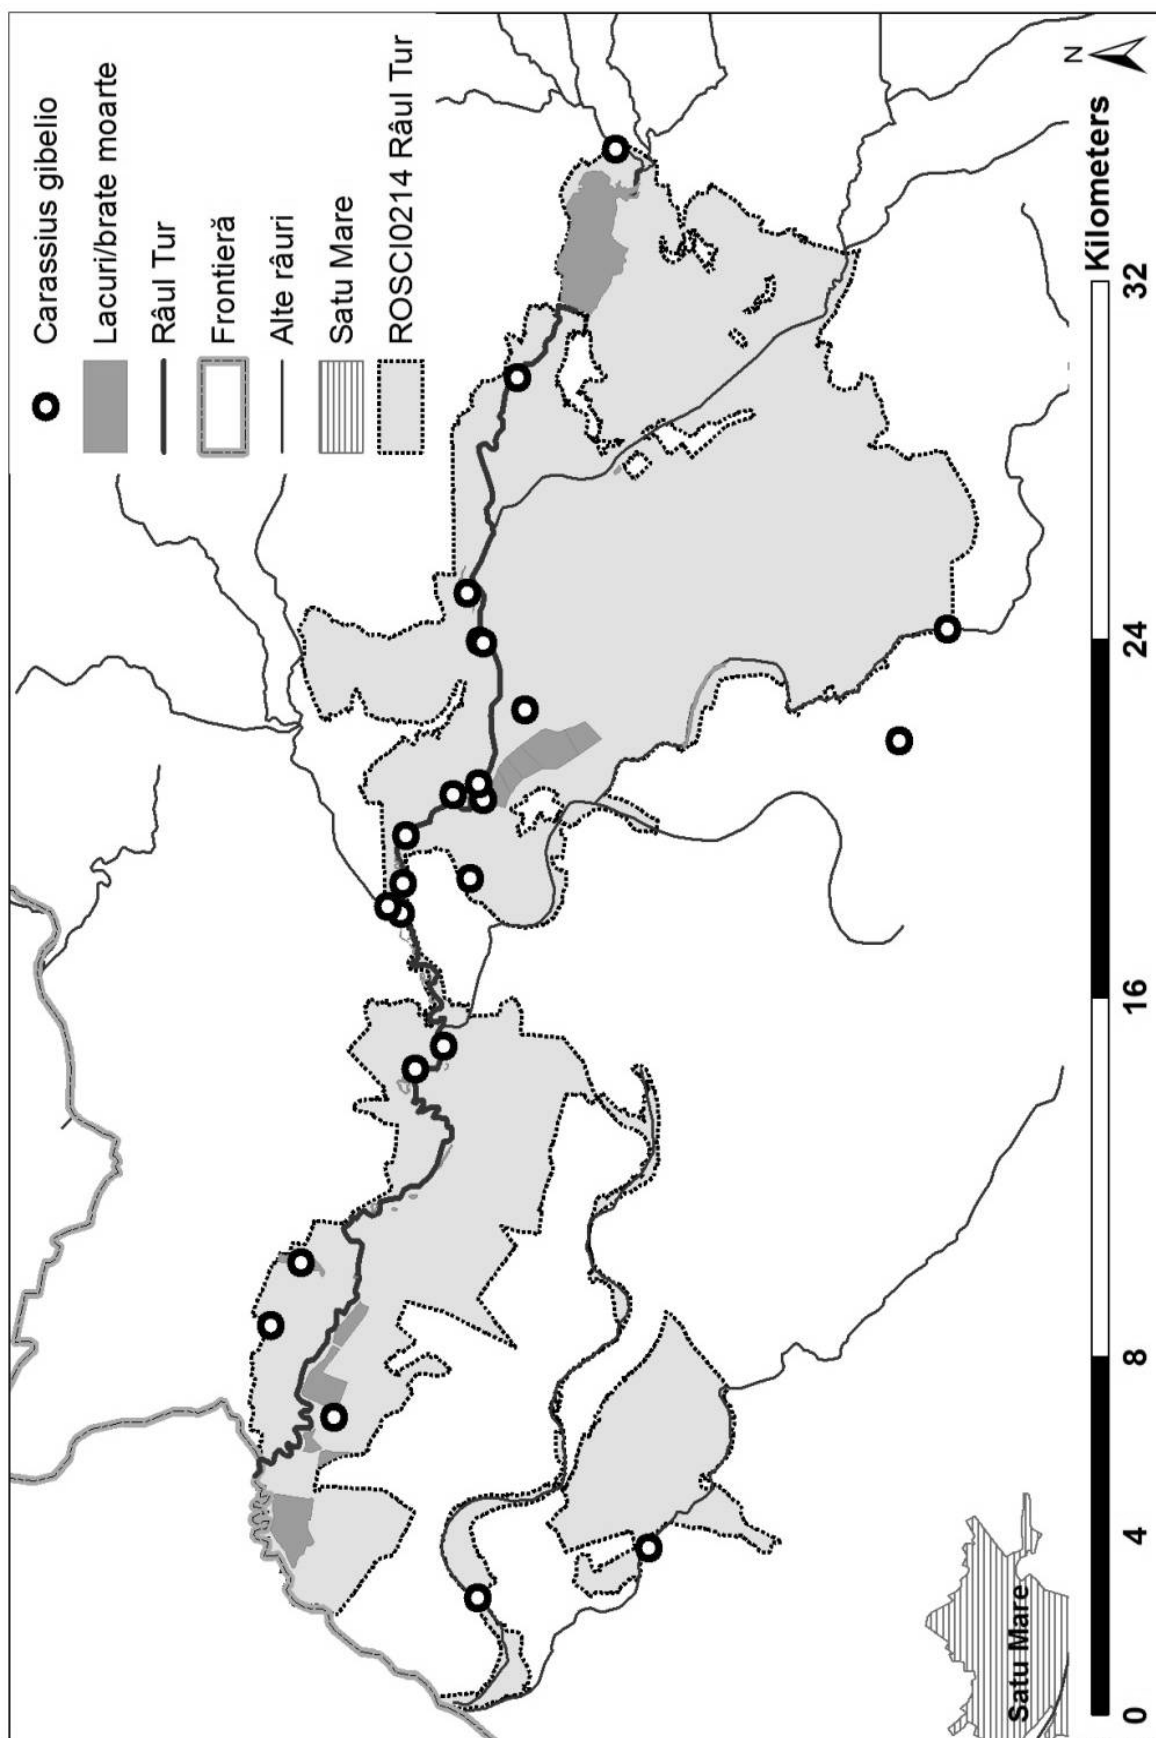 Carassius gibelio
Lacuri/brate moarte
Râul Tur
Frontieră
Alte râuri
Satu Mare
ROSCI0214 Râul Tur
N
Satu Mare
0 4 8 16 24 32
Kilometers